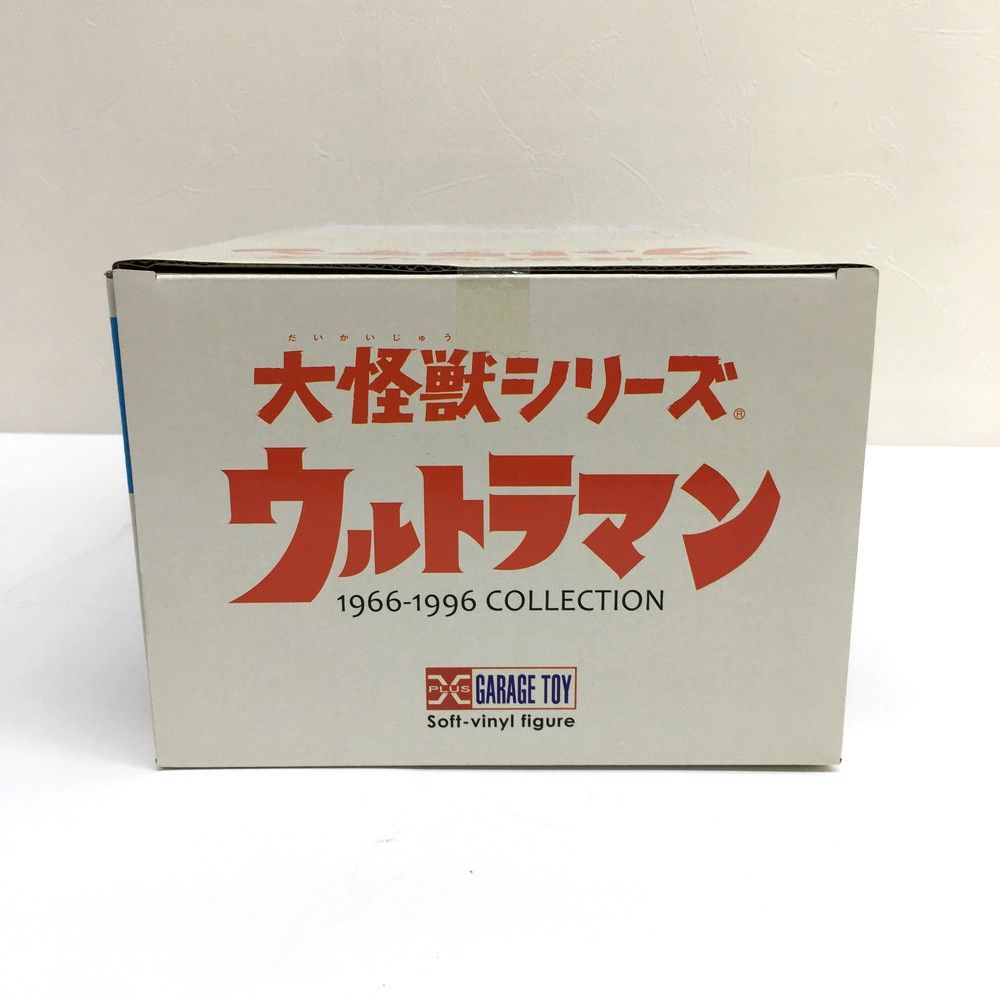 だいかいじゅう
大怪獣シリーズ®
ウルトラマン
1966-1996 COLLECTION
X PLUS GARAGE TOY
Soft-vinyl figure